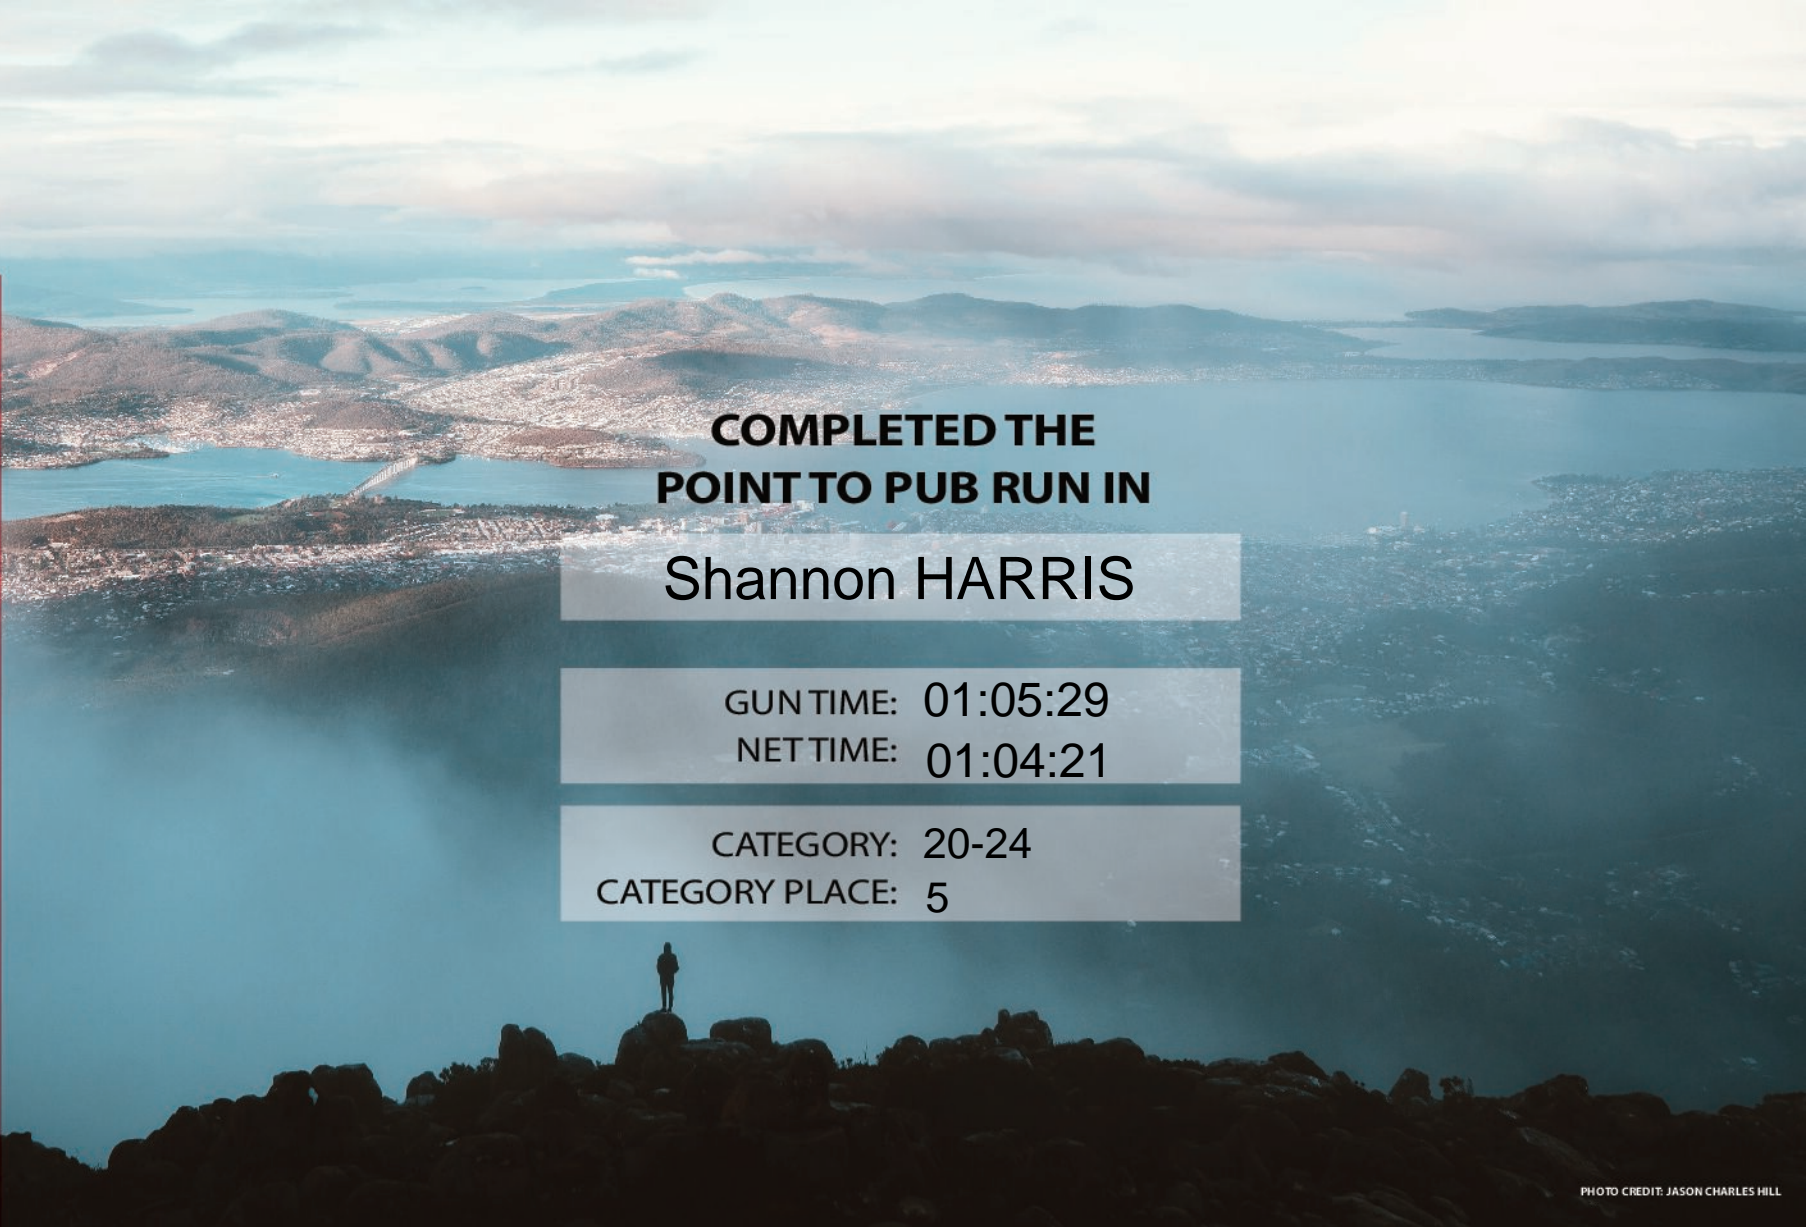 COMPLETED THE
POINT TO PUB RUN IN
Shannon HARRIS
GUN TIME: 01:05:29
NET TIME: 01:04:21
CATEGORY: 20-24
CATEGORY PLACE: 5
PHOTO CREDIT: JASON CHARLES HILL